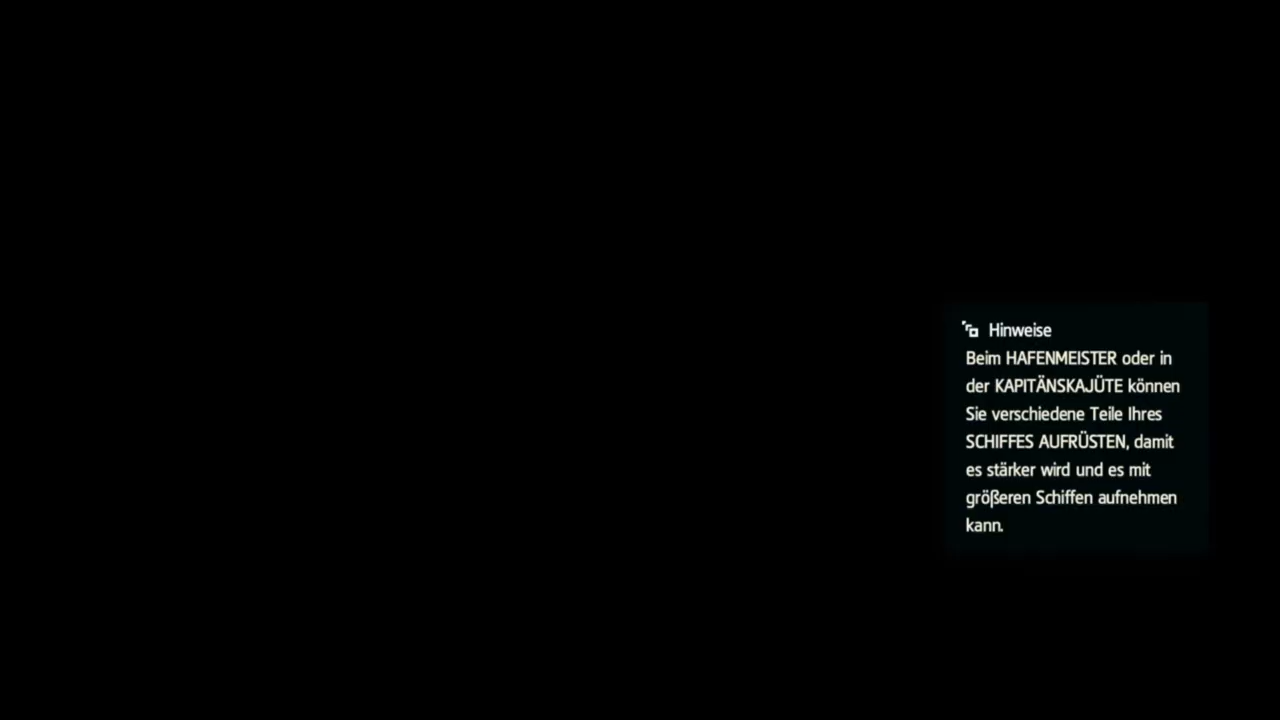 Hinweise
Beim HAFENMEISTER oder in
der KAPITÄNSKAJÜTE können
Sie verschiedene Teile Ihres
SCHIFFES AUFRÜSTEN, damit
es stärker wird und es mit
größeren Schiffen aufnehmen
kann.